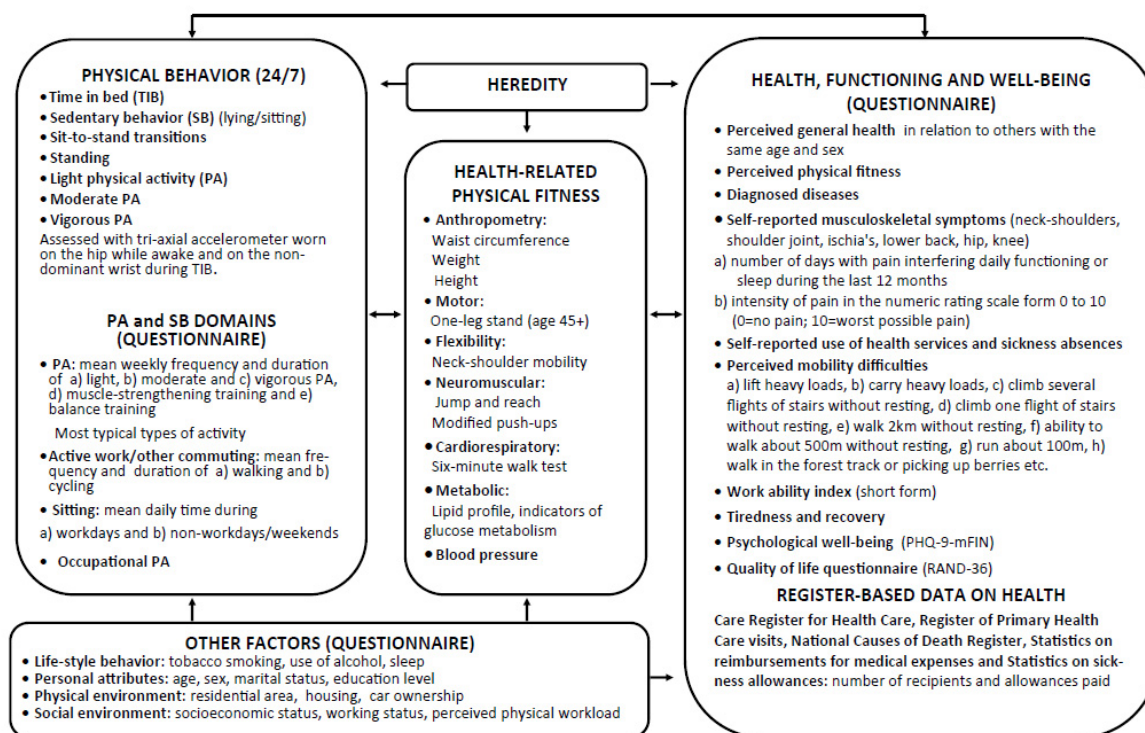 PHYSICAL BEHAVIOR (24/7)
•Time in bed (TIB)
•Sedentary behavior (SB) (lying/sitting)
•Sit-to-stand transitions
•Standing
•Light physical activity (PA)
•Moderate PA
•Vigorous PA
Assessed with tri-axial accelerometer worn
on the hip while awake and on the non-
dominant wrist during TIB.
PA and SB DOMAINS
(QUESTIONNAIRE)
• PA: mean weekly frequency and duration
of a) light, b) moderate and c) vigorous PA,
d) muscle-strengthening training and e)
balance training
Most typical types of activity
•Active work/other commuting: mean fre-
quency and duration of a) walking and b)
cycling
•Sitting: mean daily time during
a) workdays and b) non-workdays/weekends
• Occupational PA
HEREDITY
HEALTH-RELATED
PHYSICAL FITNESS
• Anthropometry:
Waist circumference
Weight
Height
• Motor:
One-leg stand (age 45+)
• Flexibility:
Neck-shoulder mobility
• Neuromuscular:
Jump and reach
Modified push-ups
• Cardiorespiratory:
Six-minute walk test
• Metabolic:
Lipid profile, indicators of
glucose metabolism
• Blood pressure
HEALTH, FUNCTIONING AND WELL-BEING
(QUESTIONNAIRE)
• Perceived general health in relation to others with the
same age and sex
• Perceived physical fitness
• Diagnosed diseases
• Self-reported musculoskeletal symptoms (neck-shoulders,
shoulder joint, ischia's, lower back, hip, knee)
a) number of days with pain interfering daily functioning or
sleep during the last 12 months
b) intensity of pain in the numeric rating scale form 0 to 10
(0=no pain; 10=worst possible pain)
• Self-reported use of health services and sickness absences
• Perceived mobility difficulties
a) lift heavy loads, b) carry heavy loads, c) climb several
flights of stairs without resting, d) climb one flight of stairs
without resting, e) walk 2km without resting, f) ability to
walk about 500m without resting, g) run about 100m, h)
walk in the forest track or picking up berries etc.
• Work ability index (short form)
• Tiredness and recovery
• Psychological well-being (PHQ-9-mFIN)
• Quality of life questionnaire (RAND-36)
REGISTER-BASED DATA ON HEALTH
Care Register for Health Care, Register of Primary Health
Care visits, National Causes of Death Register, Statistics on
reimbursements for medical expenses and Statistics on sick-
ness allowances: number of recipients and allowances paid
OTHER FACTORS (QUESTIONNAIRE)
• Life-style behavior: tobacco smoking, use of alcohol, sleep
• Personal attributes: age, sex, marital status, education level
• Physical environment: residential area, housing, car ownership
• Social environment: socioeconomic status, working status, perceived physical workload